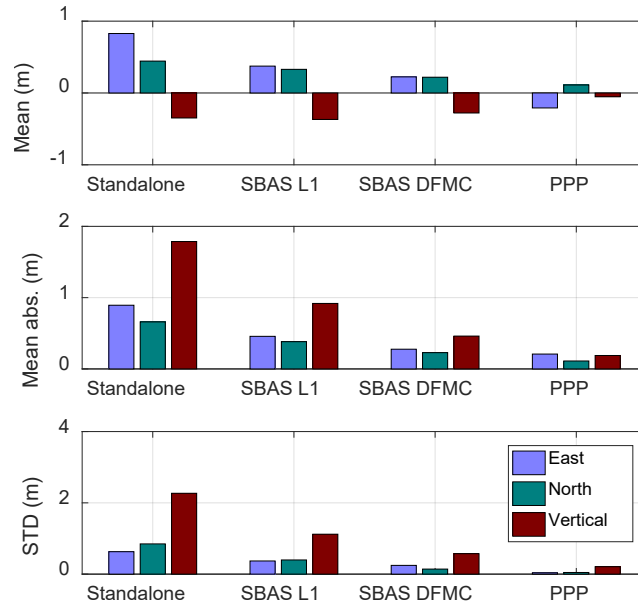 1
0
-1
Mean (m)
Standalone SBAS L1 SBAS DFMC PPP
2
1
0
Mean abs. (m)
Standalone SBAS L1 SBAS DFMC PPP
4
2
0
STD (m)
East
North
Vertical
Standalone SBAS L1 SBAS DFMC PPP